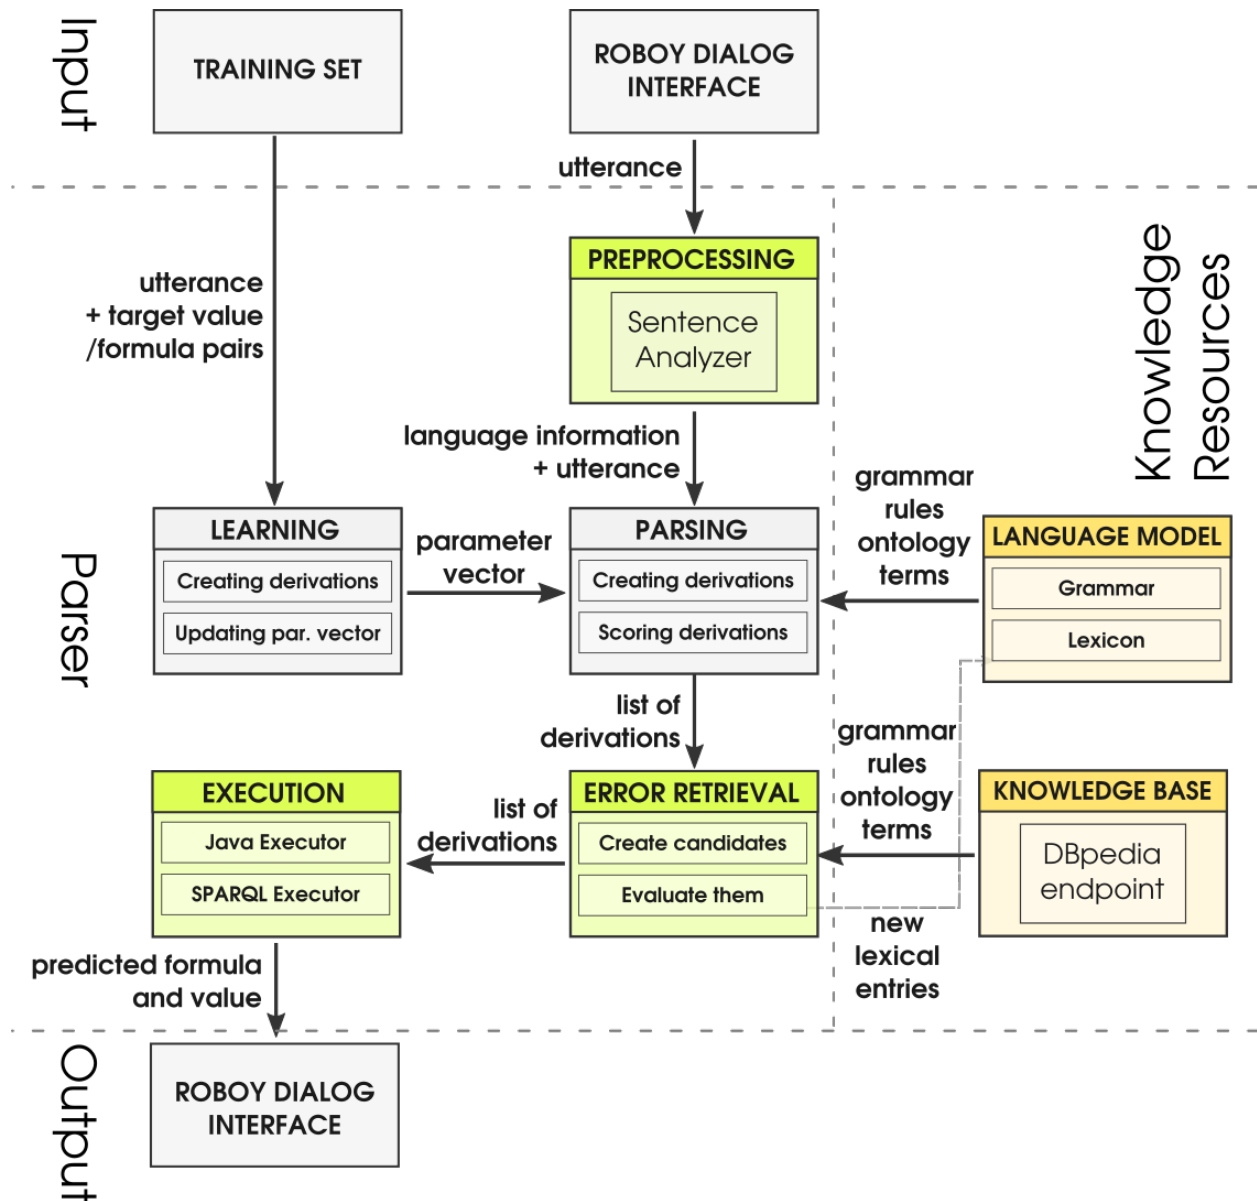 Input
TRAINING SET
ROBOY DIALOG
INTERFACE
utterance
Knowledge
Resources
PREPROCESSING
Sentence
Analyzer
utterance
+ target value
/formula pairs
language information
+ utterance
Parser
LEARNING
Creating derivations
Updating par. vector
parameter
vector
PARSING
Creating derivations
Scoring derivations
grammar
rules
ontology
terms
LANGUAGE MODEL
Grammar
Lexicon
list of
derivations
EXECUTION
Java Executor
SPARQL Executor
list of
derivations
ERROR RETRIEVAL
Create candidates
Evaluate them
grammar
rules
ontology
terms
KNOWLEDGE BASE
DBpedia
endpoint
new
lexical
entries
predicted formula
and value
Output
ROBOY DIALOG
INTERFACE